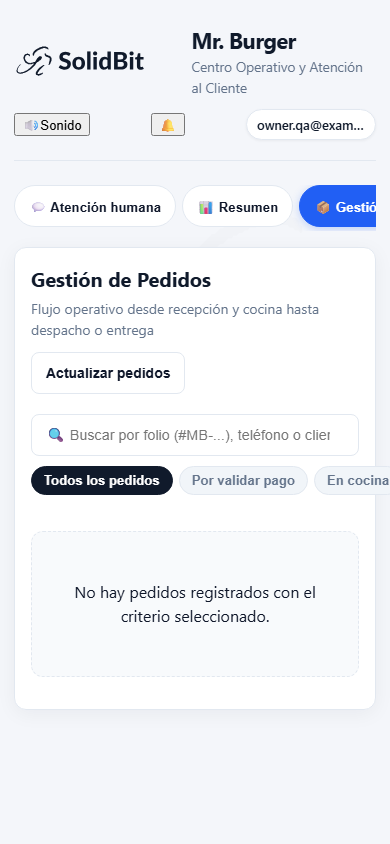 SolidBit
Mr. Burger
Centro Operativo y Atención
al Cliente
🔊Sonido
🔔
owner.qa@exam...
💬 Atención humana
📊 Resumen
📦 Gestió
Gestión de Pedidos
Flujo operativo desde recepción y cocina hasta
despacho o entrega
Actualizar pedidos
🔍 Buscar por folio (#MB-...), teléfono o clier
Todos los pedidos
Por validar pago
En cocina
No hay pedidos registrados con el
criterio seleccionado.